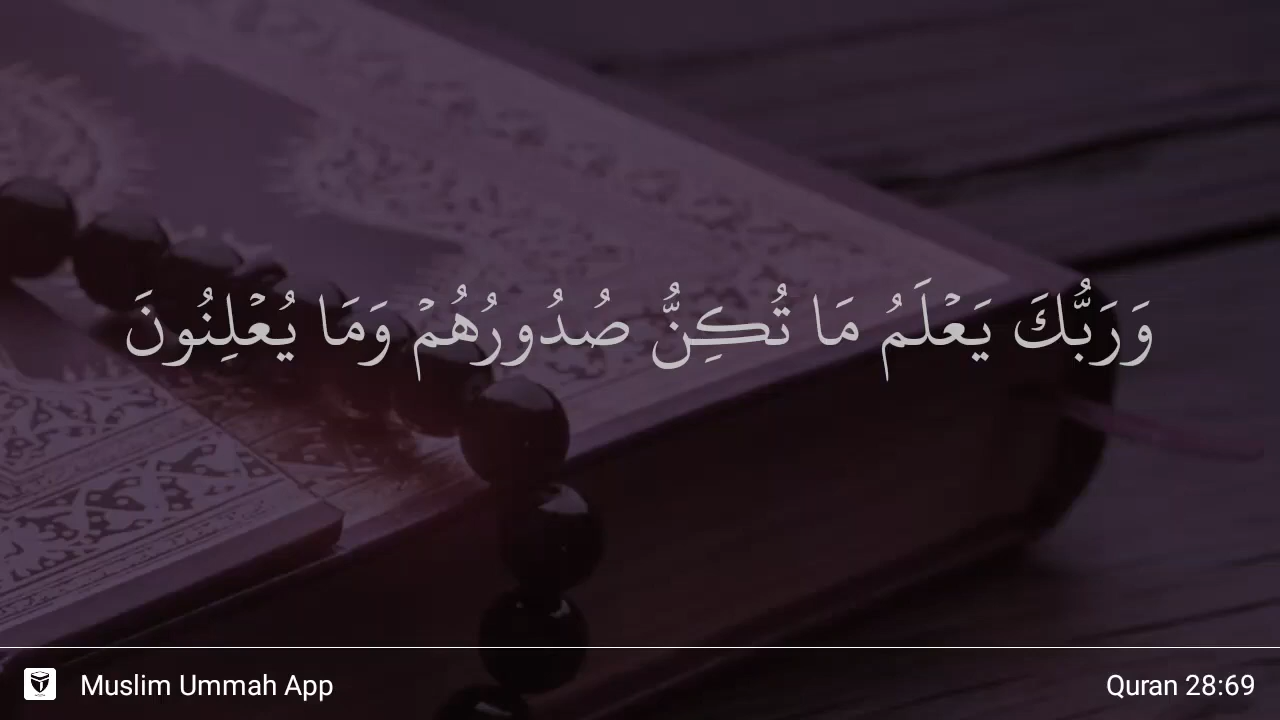 وَرَبُّكَ يَعْلَمُ مَا تُكِنُّ صُدُورُهُمْ وَمَا يُعْلِنُونَ
Muslim Ummah App
Quran 28:69